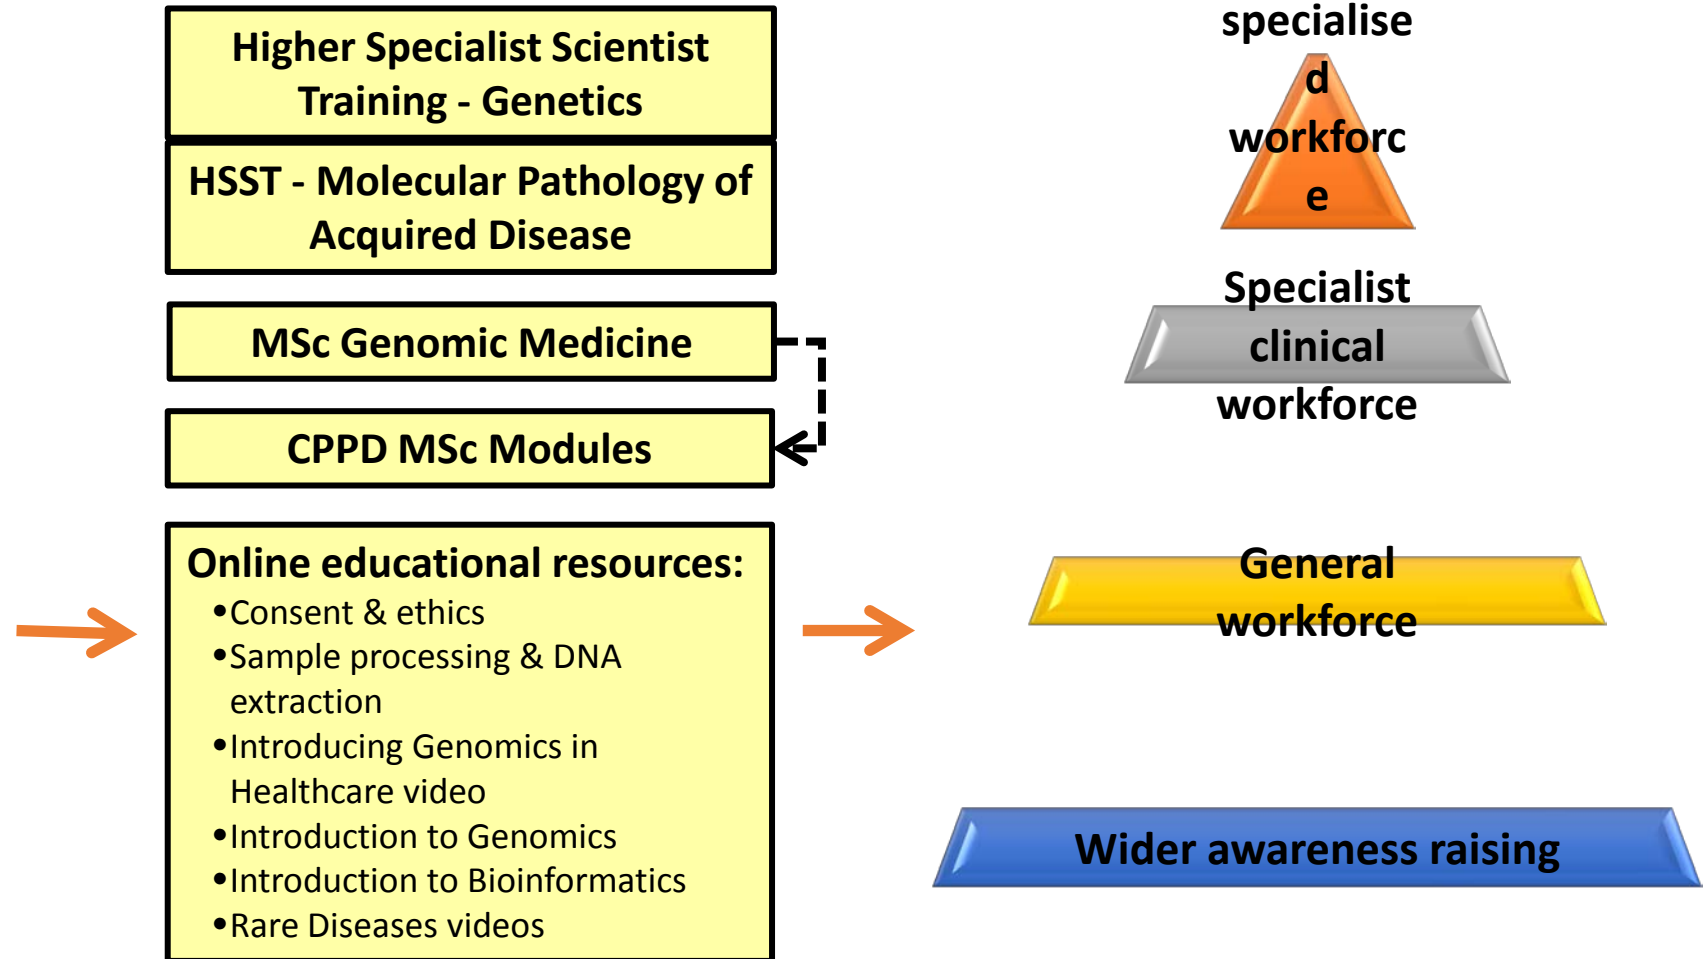 Higher Specialist Scientist
Training - Genetics
HSST - Molecular Pathology of
Acquired Disease
MSc Genomic Medicine
CPPD MSc Modules
Online educational resources:
•Consent & ethics
•Sample processing & DNA
extraction
•Introducing Genomics in
Healthcare video
•Introduction to Genomics
•Introduction to Bioinformatics
•Rare Diseases videos
specialise
d
workforc
e
Specialist
clinical
workforce
General
workforce
Wider awareness raising